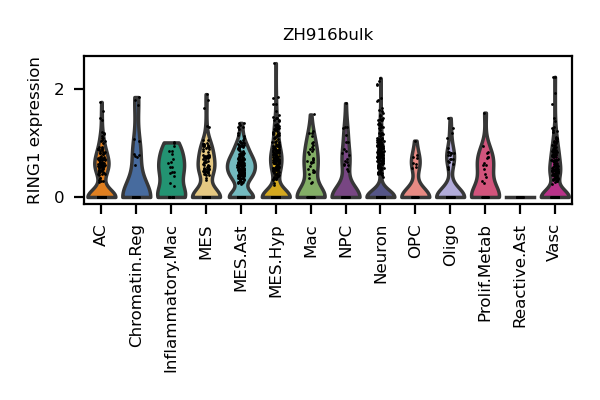 ZH916bulk
RING1 expression
2
0
AC
Chromatin.Reg
Inflammatory.Mac
MES
MES.Ast
MES.Hyp
Mac
NPC
Neuron
OPC
Oligo
Prolif.Metab
Reactive.Ast
Vasc